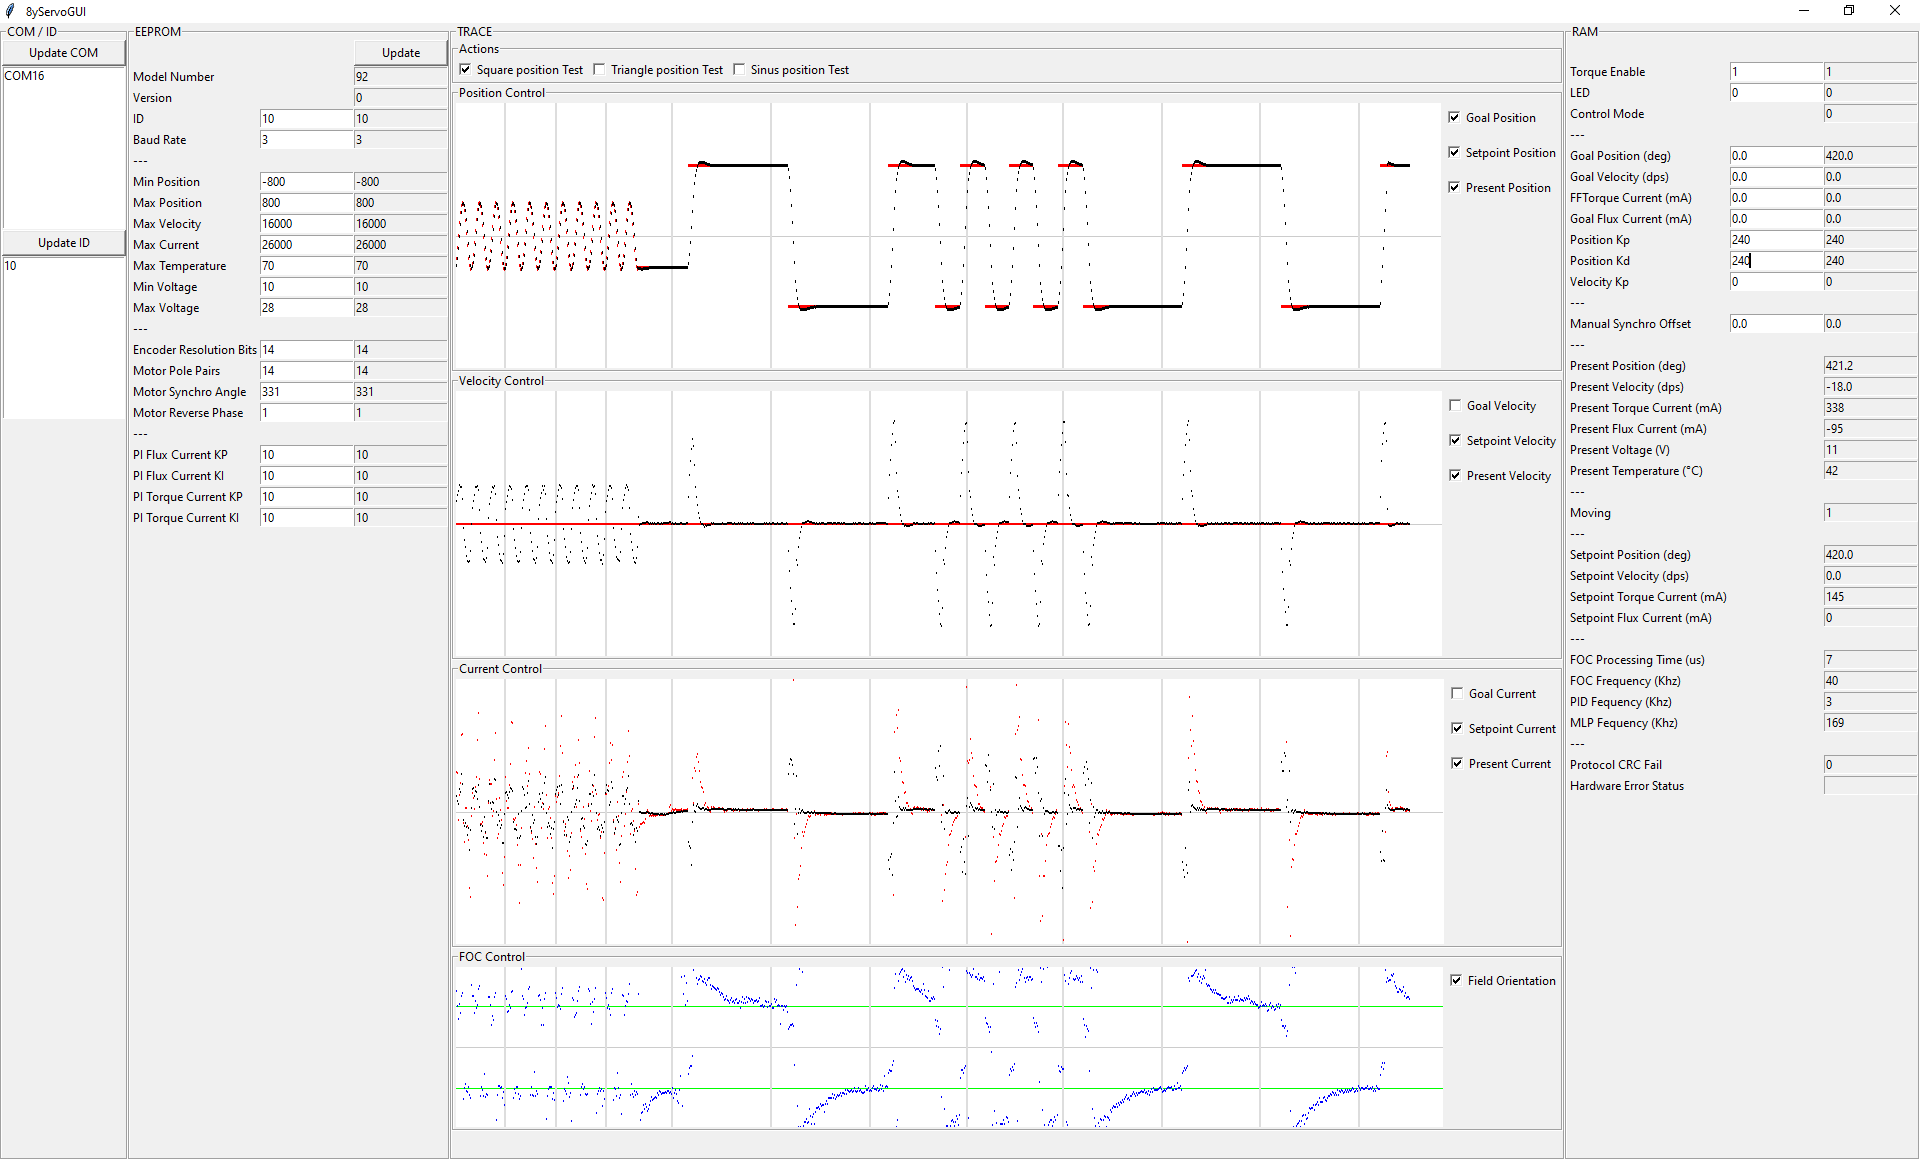 8yServoGUI
COM / ID
Update COM
COM16
Update ID
10
EEPROM
Update
Model Number 92
Version 0
ID 10 10
Baud Rate 3 3
---
Min Position -800 -800
Max Position 800 800
Max Velocity 16000 16000
Max Current 26000 26000
Max Temperature 70 70
Min Voltage 10 10
Max Voltage 28 28
---
Encoder Resolution Bits 14 14
Motor Pole Pairs 14 14
Motor Synchro Angle 331 331
Motor Reverse Phase 1 1
---
PI Flux Current KP 10 10
PI Flux Current KI 10 10
PI Torque Current KP 10 10
PI Torque Current KI 10 10
TRACE
Actions
Square position Test Triangle position Test Sinus position Test
Position Control
Goal Position
Setpoint Position
Present Position
Velocity Control
Goal Velocity
Setpoint Velocity
Present Velocity
Current Control
Goal Current
Setpoint Current
Present Current
FOC Control
Field Orientation
RAM
Torque Enable 1 1
LED 0 0
Control Mode 0
---
Goal Position (deg) 0.0 420.0
Goal Velocity (dps) 0.0 0.0
FFTorque Current (mA) 0.0 0.0
Goal Flux Current (mA) 0.0 0.0
Position Kp 240 240
Position Kd 240 240
Velocity Kp 0 0
---
Manual Synchro Offset 0.0 0.0
---
Present Position (deg) 421.2
Present Velocity (dps) -18.0
Present Torque Current (mA) 338
Present Flux Current (mA) -95
Present Voltage (V) 11
Present Temperature (°C) 42
---
Moving 1
---
Setpoint Position (deg) 420.0
Setpoint Velocity (dps) 0.0
Setpoint Torque Current (mA) 145
Setpoint Flux Current (mA) 0
---
FOC Processing Time (us) 7
FOC Frequency (Khz) 40
PID Fequency (Khz) 3
MLP Fequency (Khz) 169
---
Protocol CRC Fail 0
Hardware Error Status